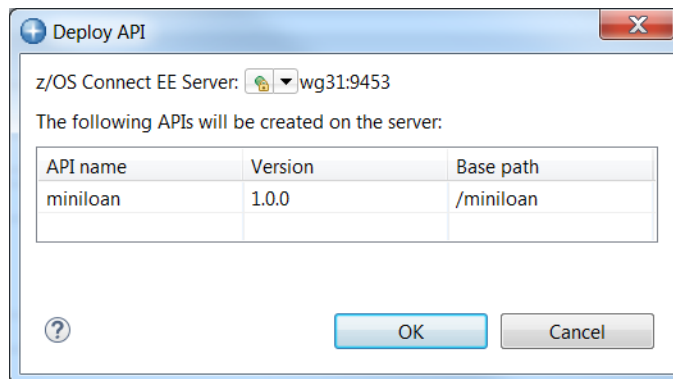 Deploy API
z/OS Connect EE Server: wg31:9453
The following APIs will be created on the server:
API name Version Base path
miniloan 1.0.0 /miniloan
OK Cancel